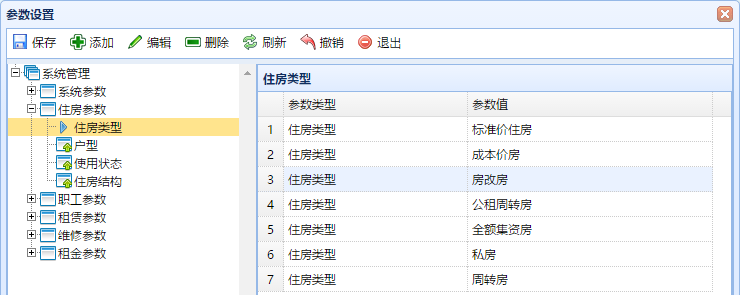 参数设置
保存 添加 编辑 删除 刷新 撤销 退出
系统管理
系统参数
住房参数
住房类型
户型
使用状态
住房结构
职工参数
租赁参数
维修参数
租金参数
住房类型
参数类型 参数值
1 住房类型 标准价住房
2 住房类型 成本价房
3 住房类型 房改房
4 住房类型 公租周转房
5 住房类型 全额集资房
6 住房类型 私房
7 住房类型 周转房